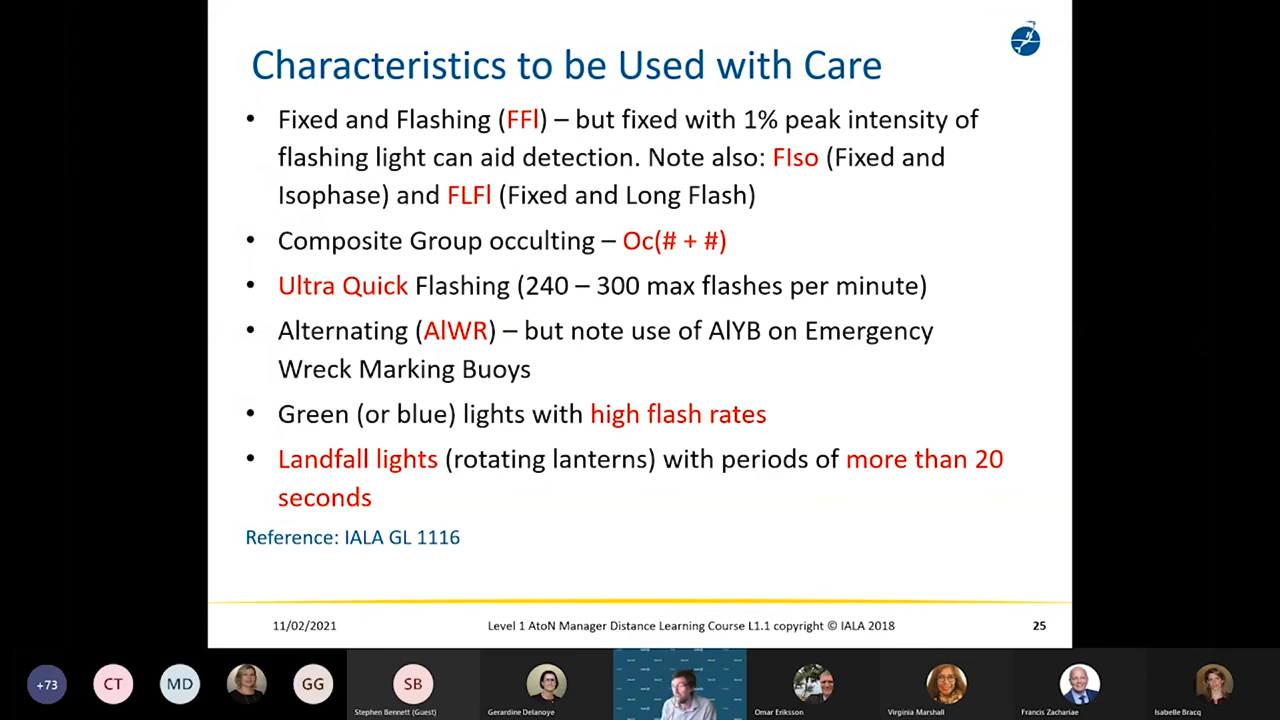 Characteristics to be Used with Care
• Fixed and Flashing (FFl) – but fixed with 1% peak intensity of
flashing light can aid detection. Note also: FIso (Fixed and
Isophase) and FLFl (Fixed and Long Flash)
• Composite Group occulting – Oc(# + #)
• Ultra Quick Flashing (240 – 300 max flashes per minute)
• Alternating (AlWR) – but note use of AlYB on Emergency
Wreck Marking Buoys
• Green (or blue) lights with high flash rates
• Landfall lights (rotating lanterns) with periods of more than 20
seconds
Reference: IALA GL 1116
11/02/2021 Level 1 AtoN Manager Distance Learning Course L1.1 copyright © IALA 2018 25
+73 CT MD GG SB
Stephen Bennett (Guest) Gerardine Delanoye Omar Eriksson Virginia Marshall Francis Zachariae Isabelle Bracq